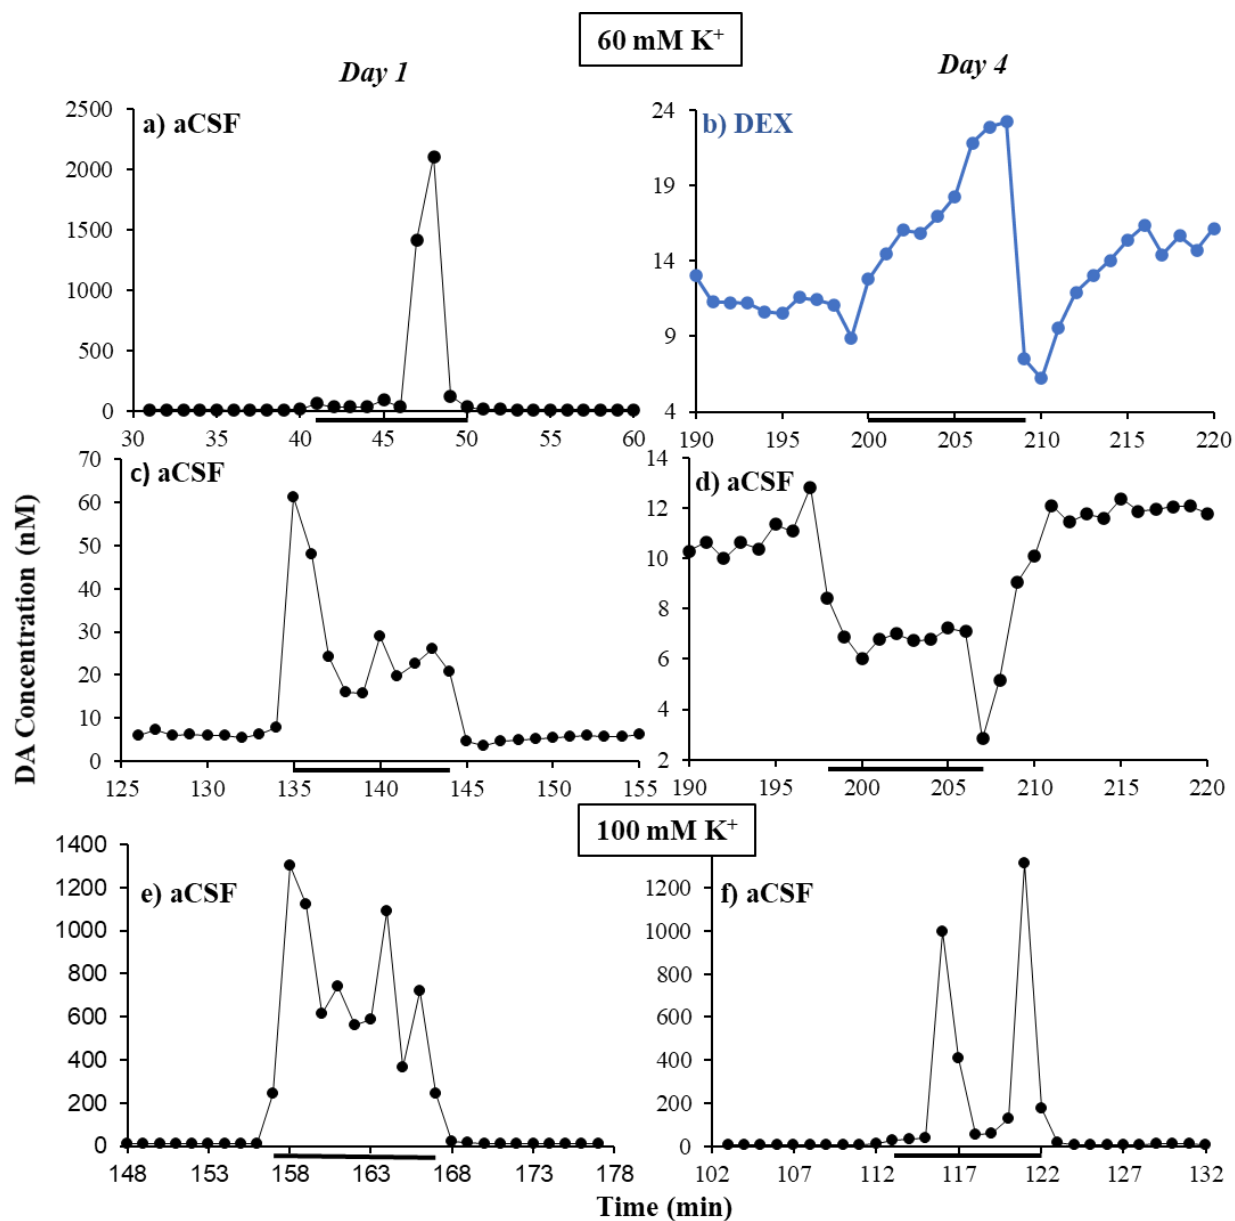 60 mM K⁺
Day 1
Day 4
a) aCSF
2500
2000
1500
1000
500
0
30 35 40 45 50 55 60
b) DEX
24
19
14
9
4
190 195 200 205 210 215 220
c) aCSF
70
60
50
40
30
20
10
0
125 130 135 140 145 150 155
d) aCSF
14
12
10
8
6
4
2
190 195 200 205 210 215 220
DA Concentration (nM)
100 mM K⁺
e) aCSF
1400
1200
1000
800
600
400
200
0
148 153 158 163 168 173 178
f) aCSF
1200
1000
800
600
400
200
0
102 107 112 117 122 127 132
Time (min)